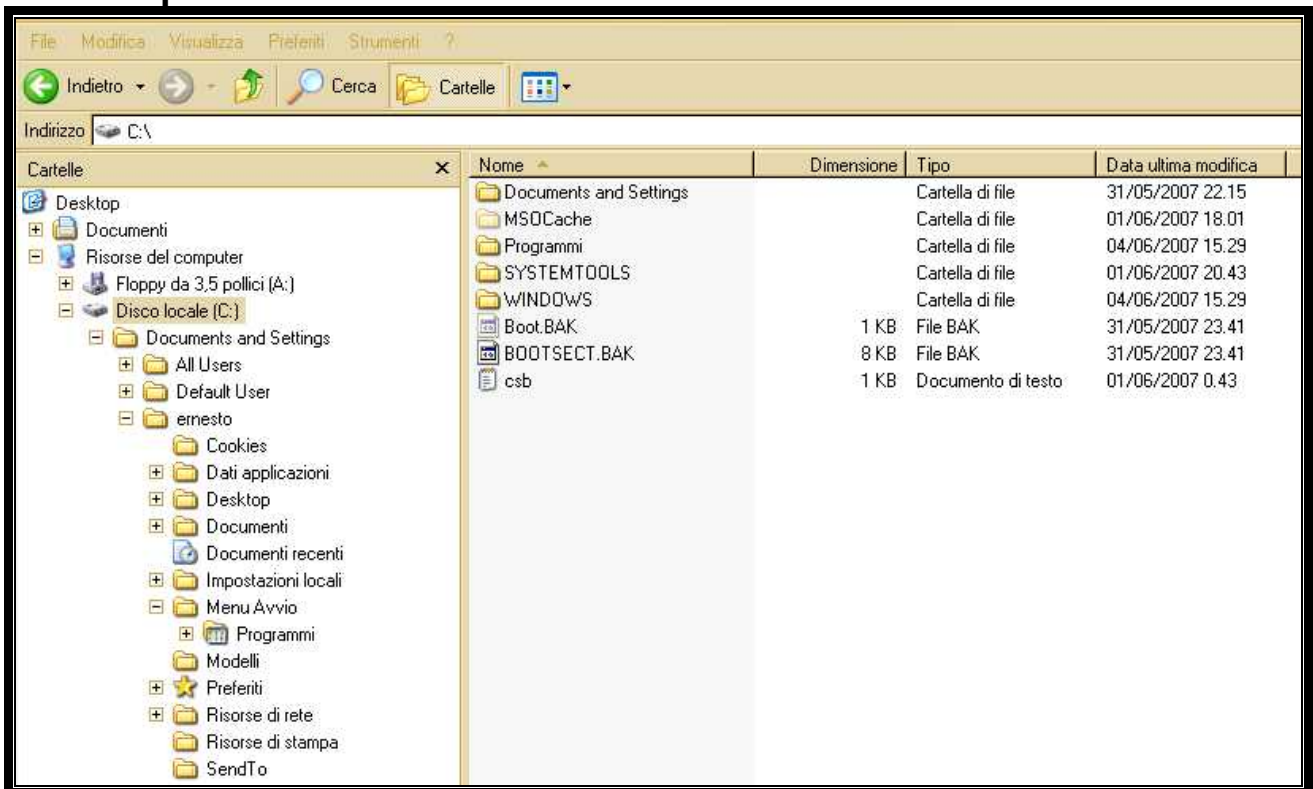 File Modifica Visualizza Preferiti Strumenti ?
Indietro Cerca Cartelle
Indirizzo C:\
Cartelle
Desktop
Documenti
Risorse del computer
Floppy da 3,5 pollici (A:)
Disco locale (C:)
Documents and Settings
All Users
Default User
ernesto
Cookies
Dati applicazioni
Desktop
Documenti
Documenti recenti
Impostazioni locali
Menu Avvio
Programmi
Modelli
Preferiti
Risorse di rete
Risorse di stampa
SendTo
Nome Dimensione Tipo Data ultima modifica
Documents and Settings Cartella di file 31/05/2007 22.15
MSOCache Cartella di file 01/06/2007 18.01
Programmi Cartella di file 04/06/2007 15.29
SYSTEMTOOLS Cartella di file 01/06/2007 20.43
WINDOWS Cartella di file 04/06/2007 15.29
Boot.BAK 1 KB File BAK 31/05/2007 23.41
BOOTSECT.BAK 8 KB File BAK 31/05/2007 23.41
csb 1 KB Documento di testo 01/06/2007 0.43